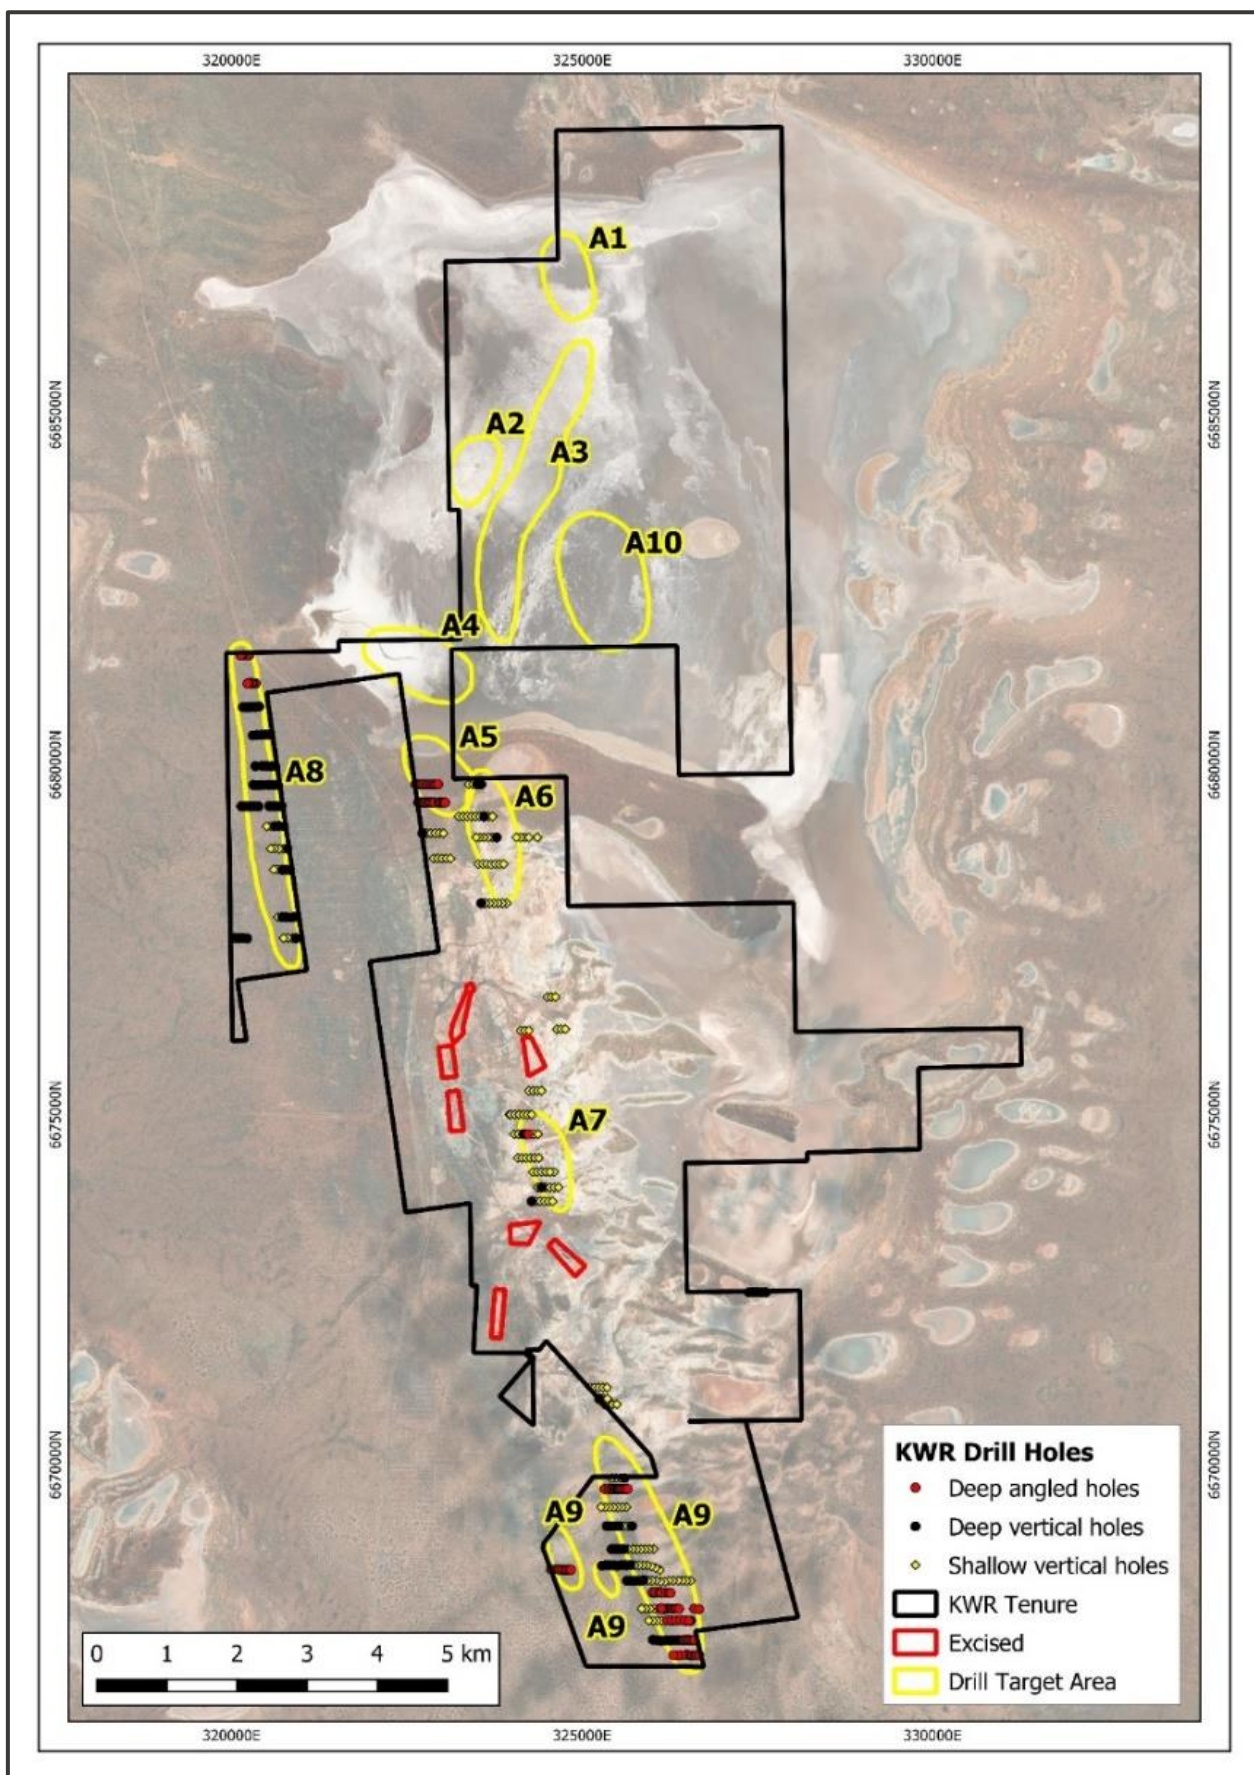 320000E 325000E 330000E
A1
6685000N 6685000N
A2
A3
A10
A4
A5
6680000N 6680000N
A8
A6
6675000N 6675000N
A7
6670000N 6670000N
KWR Drill Holes
Deep angled holes
A9 A9
Deep vertical holes
Shallow vertical holes
KWR Tenure
A9
Excised
0 1 2 3 4 5 km
Drill Target Area
320000E 325000E 330000E